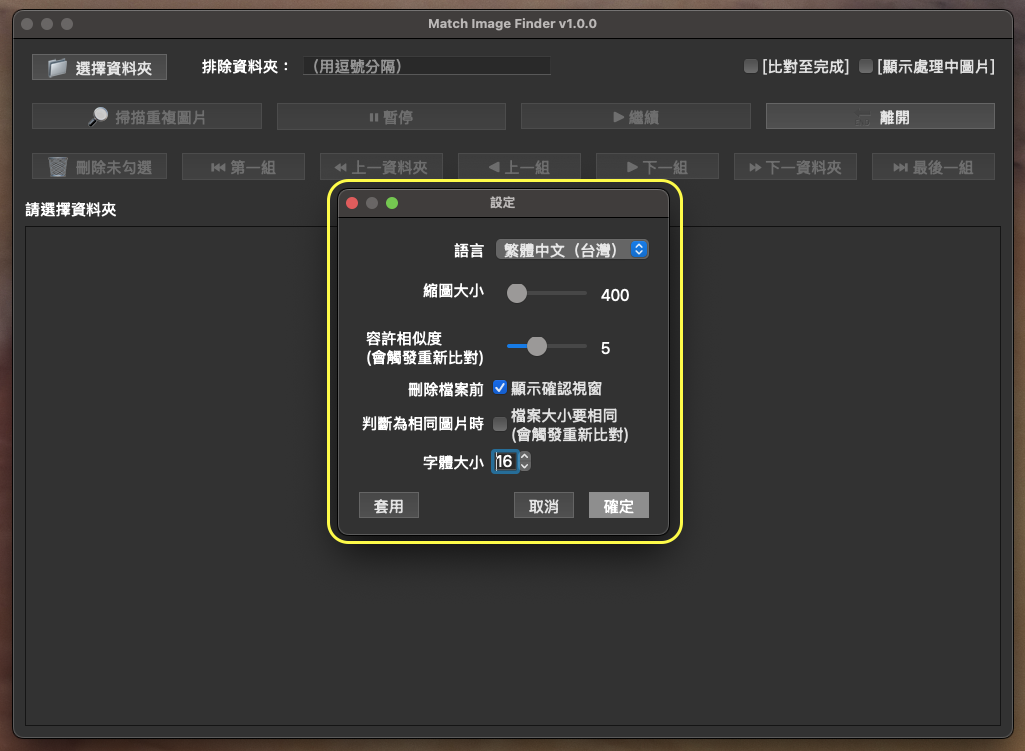 Match Image Finder v1.0.0
選擇資料夾
排除資料夾：
（用逗號分隔）
[比對至完成]
[顯示處理中圖片]
掃描重複圖片
暫停
繼續
離開
刪除未勾選
第一組
上一資料夾
上一組
下一組
下一資料夾
最後一組
請選擇資料夾
設定
語言
繁體中文（台灣）
縮圖大小
400
容許相似度
(會觸發重新比對)
5
刪除檔案前
顯示確認視窗
判斷為相同圖片時
檔案大小要相同
(會觸發重新比對)
字體大小
16
套用
取消
確定